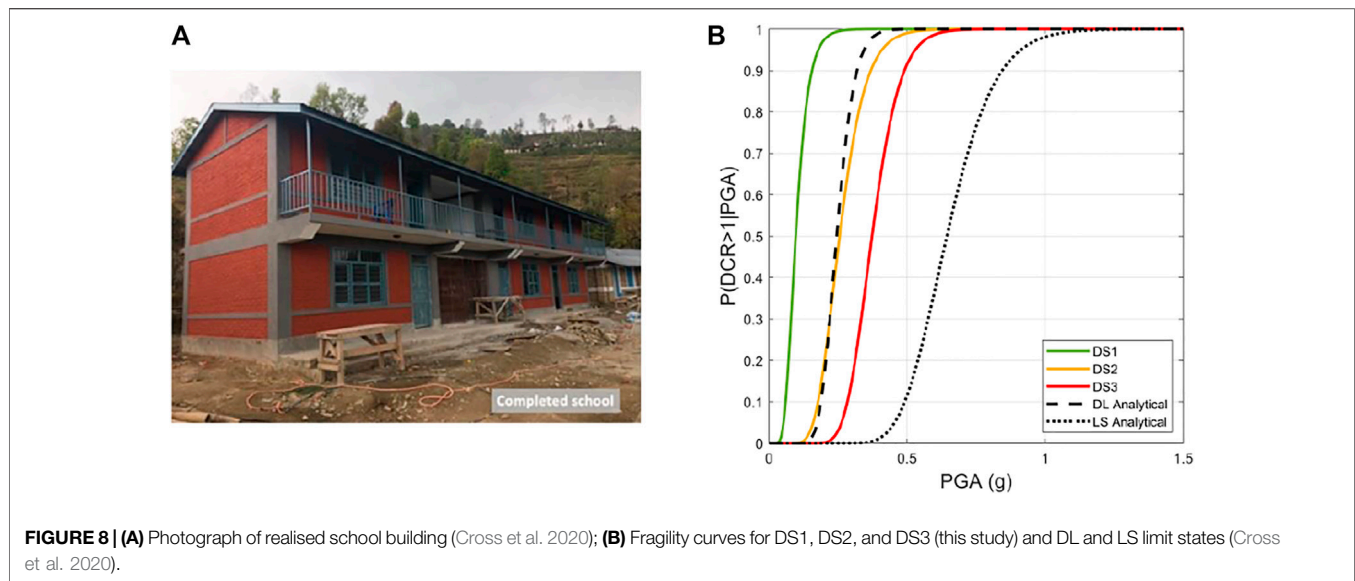 A
Completed school
B
P(DCR>1|PGA)
1
0.9
0.8
0.7
0.6
0.5
0.4
0.3
0.2
0.1
0
0
0.5
1
1.5
PGA (g)
DS1
DS2
DS3
DL Analytical
LS Analytical
FIGURE 8 | (A) Photograph of realised school building (Cross et al. 2020); (B) Fragility curves for DS1, DS2, and DS3 (this study) and DL and LS limit states (Cross
et al. 2020).